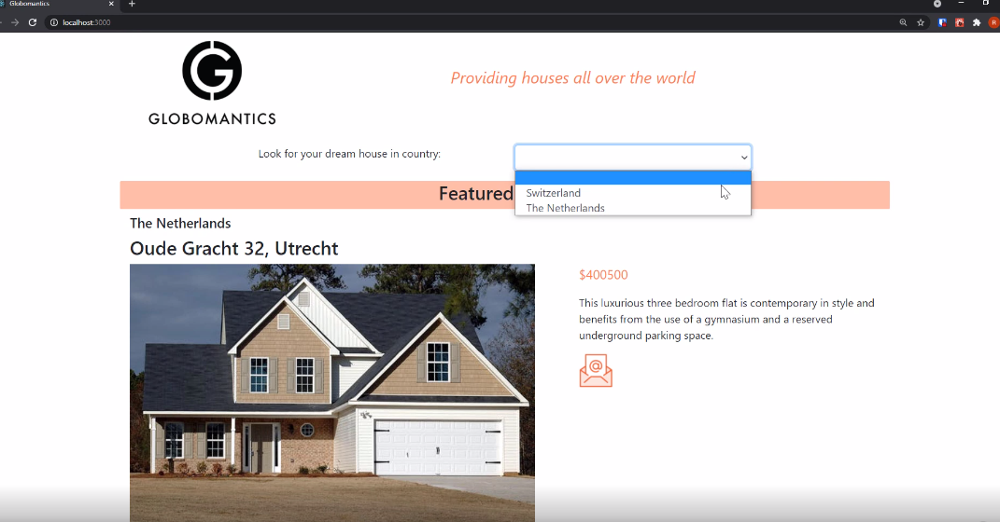 Globomantics
localhost:3000
R
G
GLOBOMANTICS
Providing houses all over the world
Look for your dream house in country:
Switzerland
The Netherlands
Featured
The Netherlands
Oude Gracht 32, Utrecht
$400500
This luxurious three bedroom flat is contemporary in style and
benefits from the use of a gymnasium and a reserved
underground parking space.
@